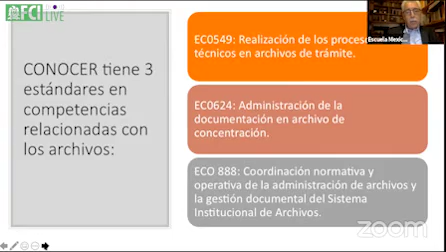 FCI
LIVE
CONOCER tiene 3
estándares en
competencias
relacionadas con
los archivos:
EC0549: Realización de los proces
técnicos en archivos de trámite.
EC0624: Administración de la
documentación en archivo de
concentración.
ECO 888: Coordinación normativa y
operativa de la administración de archivos y
la gestión documental del Sistema
Institucional de Archivos.
Escuela Mexic...
zoom